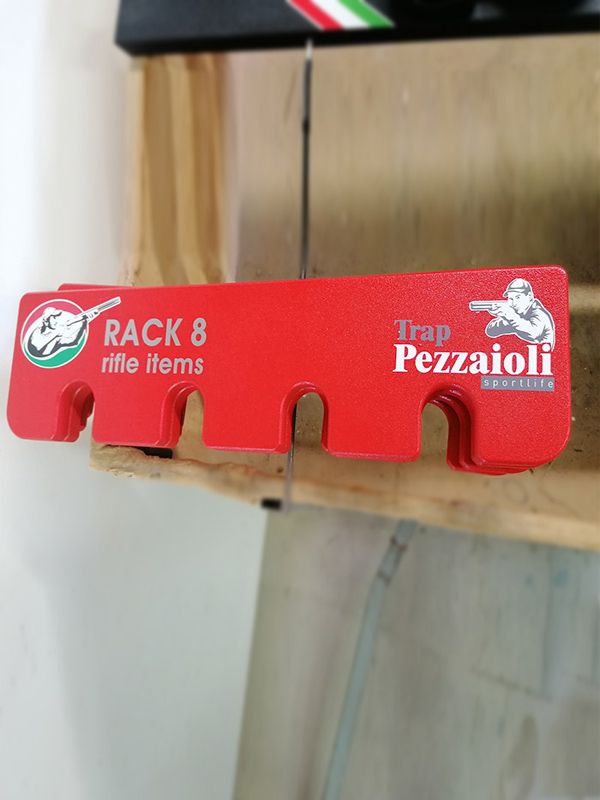 RACK 8
rifle items
Trap
Pezzaioli
sportlife